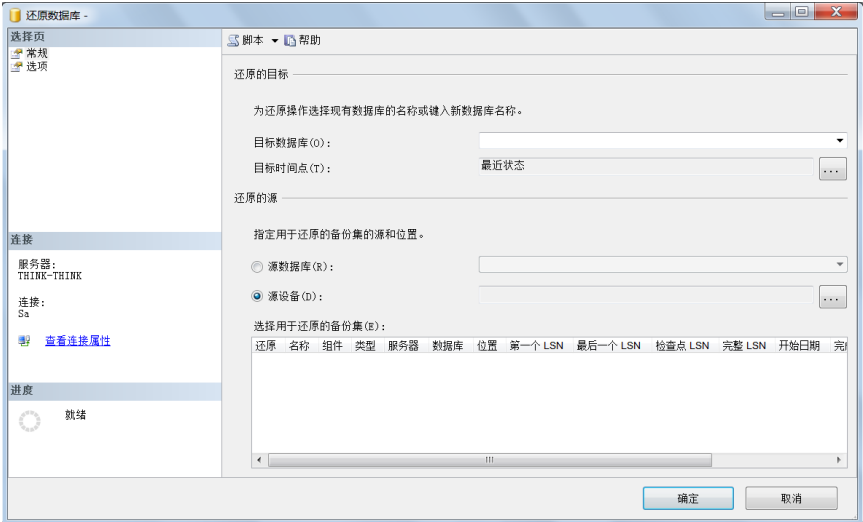 还原数据库 -
选择页
常规
选项
脚本 帮助
还原的目标
为还原操作选择现有数据库的名称或键入新数据库名称。
目标数据库(O):
目标时间点(T): 最近状态 ...
还原的源
指定用于还原的备份集的源和位置。
源数据库(R):
源设备(D): ...
选择用于还原的备份集(E):
还原 名称 组件 类型 服务器 数据库 位置 第一个 LSN 最后一个 LSN 检查点 LSN 完整 LSN 开始日期
连接
服务器:
THINK-THINK
连接:
Sa
查看连接属性
进度
就绪
确定 取消